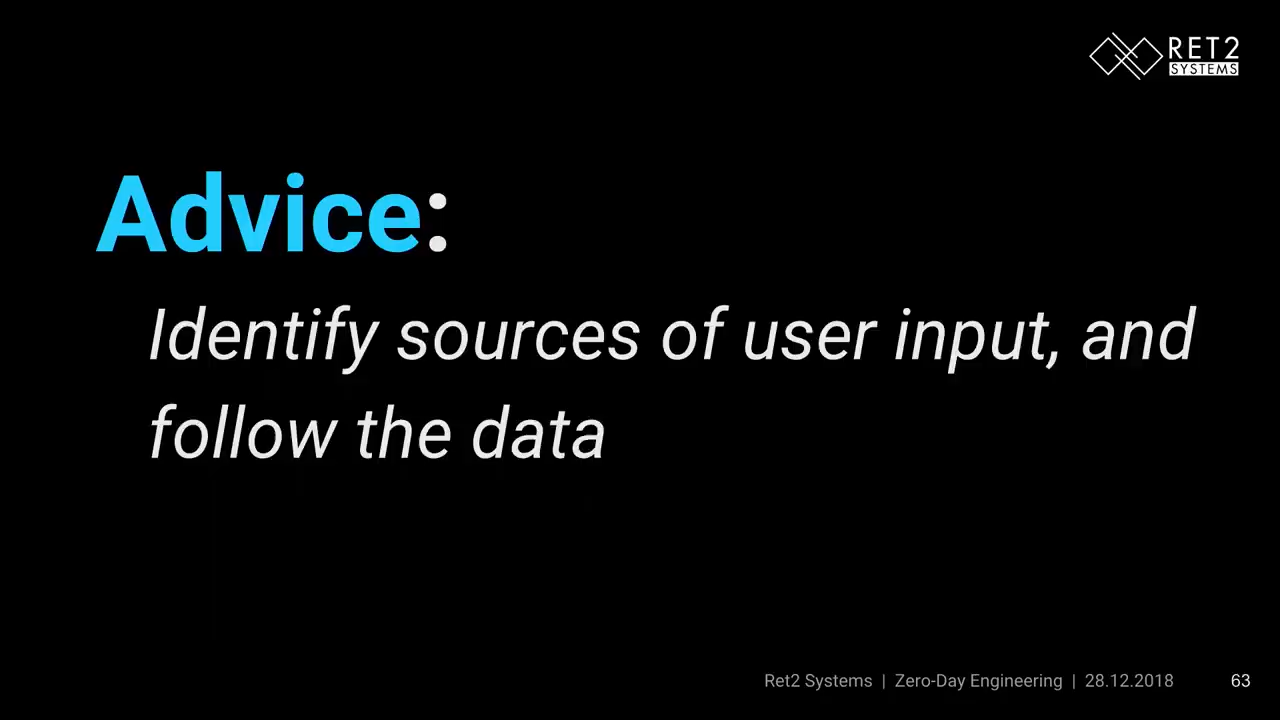 RET2
SYSTEMS
Advice:
Identify sources of user input, and
follow the data
Ret2 Systems | Zero-Day Engineering | 28.12.2018 63